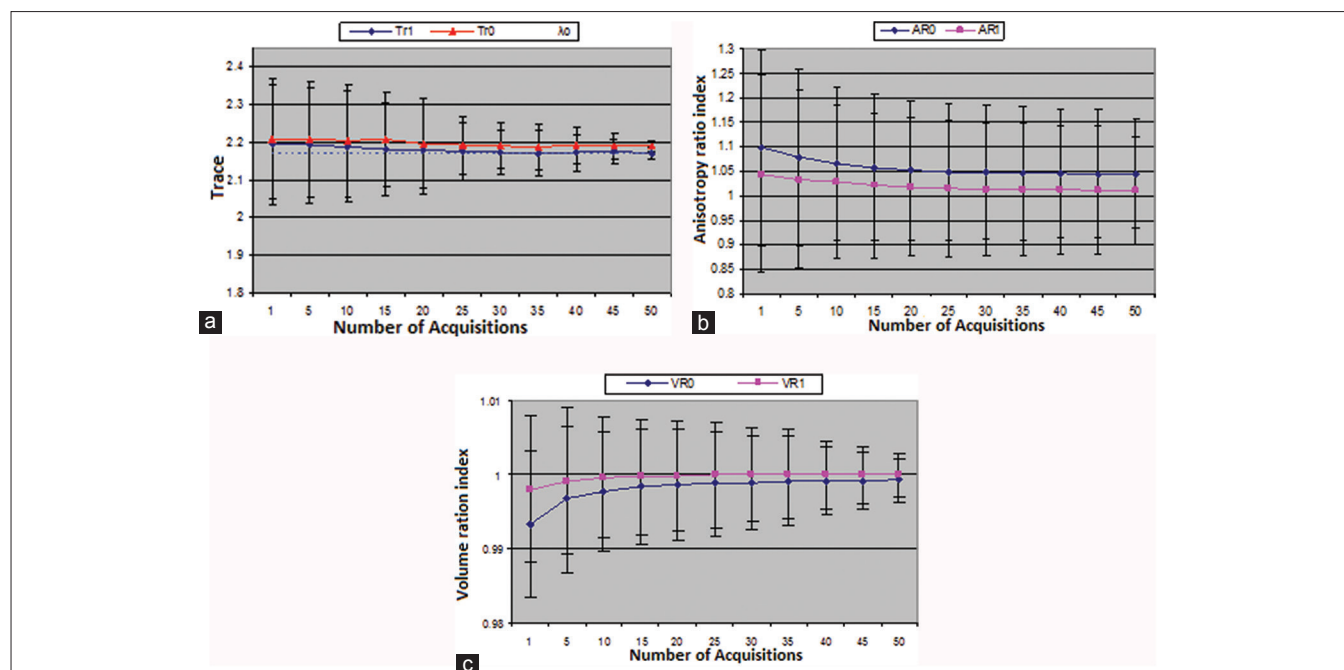 Tr1 Tr0 λo
2.4
2.3
2.2
2.1
2
1.9
1.8
Trace
1 5 10 15 20 25 30 35 40 45 50
Number of Acquisitions
a
AR0 AR1
1.3
1.25
1.2
1.15
1.1
1.05
1
0.95
0.9
0.85
0.8
Anisotropy ratio index
1 5 10 15 20 25 30 35 40 45 50
Number of Acquisitions
b
VR0 VR1
1.01
1
0.99
0.98
Volume ration index
1 5 10 15 20 25 30 35 40 45 50
Number of Acquisitions
c